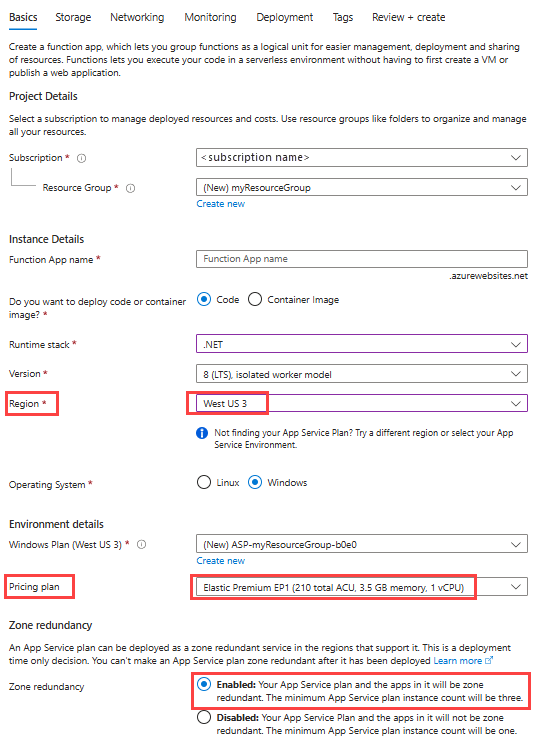 Basics Storage Networking Monitoring Deployment Tags Review + create
Create a function app, which lets you group functions as a logical unit for easier management, deployment and sharing
of resources. Functions lets you execute your code in a serverless environment without having to first create a VM or
publish a web application.
Project Details
Select a subscription to manage deployed resources and costs. Use resource groups like folders to organize and manage
all your resources.
Subscription * <subscription name>
Resource Group * (New) myResourceGroup
Create new
Instance Details
Function App name * Function App name
.azurewebsites.net
Do you want to deploy code or container
image? * Code Container Image
Runtime stack * .NET
Version * 8 (LTS), isolated worker model
Region * West US 3
Not finding your App Service Plan? Try a different region or select your App
Service Environment.
Operating System * Linux Windows
Environment details
Windows Plan (West US 3) * (New) ASP-myResourceGroup-b0e0
Create new
Pricing plan Elastic Premium EP1 (210 total ACU, 3.5 GB memory, 1 vCPU)
Zone redundancy
An App Service plan can be deployed as a zone redundant service in the regions that support it. This is a deployment
time only decision. You can't make an App Service plan zone redundant after it has been deployed Learn more
Zone redundancy Enabled: Your App Service plan and the apps in it will be zone
redundant. The minimum App Service plan instance count will be three.
Disabled: Your App Service Plan and the apps in it will not be zone
redundant. The minimum App Service plan instance count will be one.